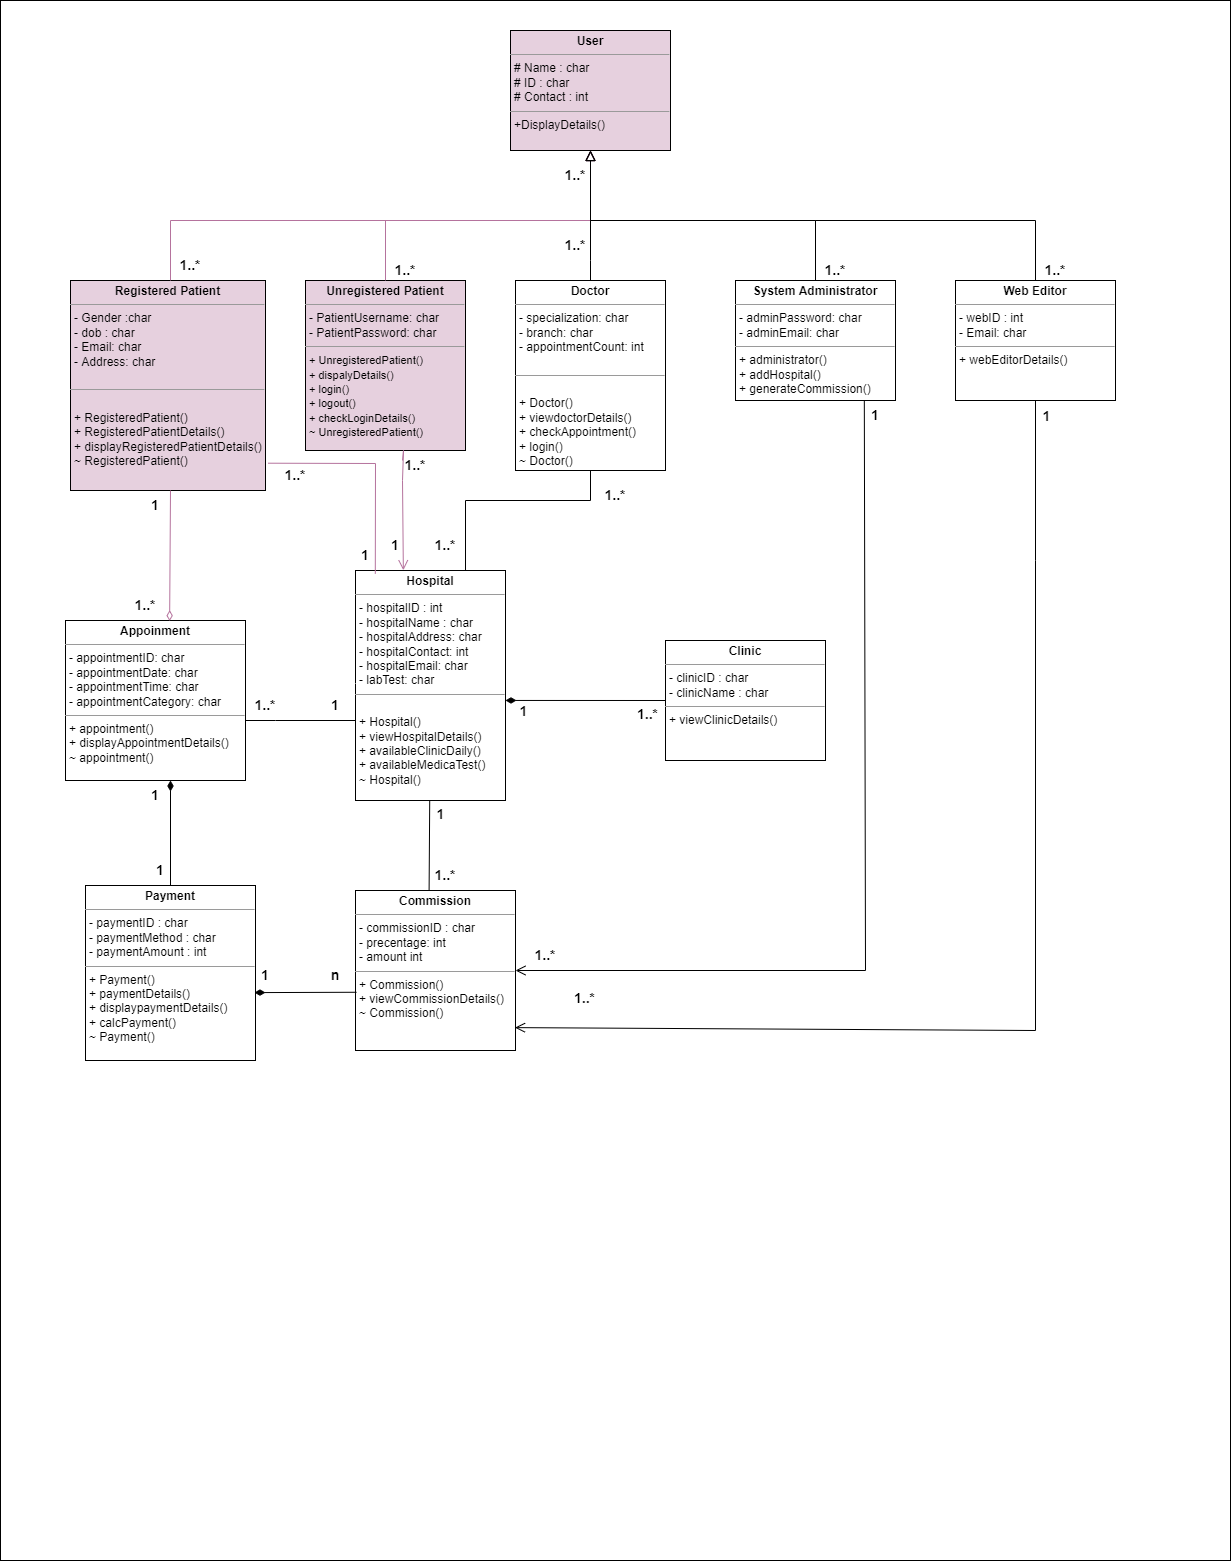 User
# Name : char
# ID : char
# Contact : int
+DisplayDetails()
1..*
1..*
1..*
1..*
1..*
1..*
Registered Patient
- Gender :char
- dob : char
- Email: char
- Address: char
+ RegisteredPatient()
+ RegisteredPatientDetails()
+ displayRegisteredPatientDetails()
~ RegisteredPatient()
Unregistered Patient
- PatientUsername: char
- PatientPassword: char
+ UnregisteredPatient()
+ dispalyDetails()
+ login()
+ logout()
+ checkLoginDetails()
~ UnregisteredPatient()
Doctor
- specialization: char
- branch: char
- appointmentCount: int
+ Doctor()
+ viewdoctorDetails()
+ checkAppointment()
+ login()
~ Doctor()
System Administrator
- adminPassword: char
- adminEmail: char
+ administrator()
+ addHospital()
+ generateCommission()
Web Editor
- webID : int
- Email: char
+ webEditorDetails()
1
1
1..*
1..*
1..*
1
1
1..*
1
1..*
Hospital
- hospitalID : int
- hospitalName : char
- hospitalAddress: char
- hospitalContact: int
- hospitalEmail: char
- labTest: char
+ Hospital()
+ viewHospitalDetails()
+ availableClinicDaily()
+ availableMedicaTest()
~ Hospital()
Appoinment
- appointmentID: char
- appointmentDate: char
- appointmentTime: char
- appointmentCategory: char
+ appointment()
+ displayAppointmentDetails()
~ appointment()
Clinic
- clinicID : char
- clinicName : char
+ viewClinicDetails()
1..*
1
1
1..*
1
1
1
1..*
Payment
- paymentID : char
- paymentMethod : char
- paymentAmount : int
+ Payment()
+ paymentDetails()
+ displaypaymentDetails()
+ calcPayment()
~ Payment()
Commission
- commissionID : char
- precentage: int
- amount int
+ Commission()
+ viewCommissionDetails()
~ Commission()
1
n
1..*
1..*